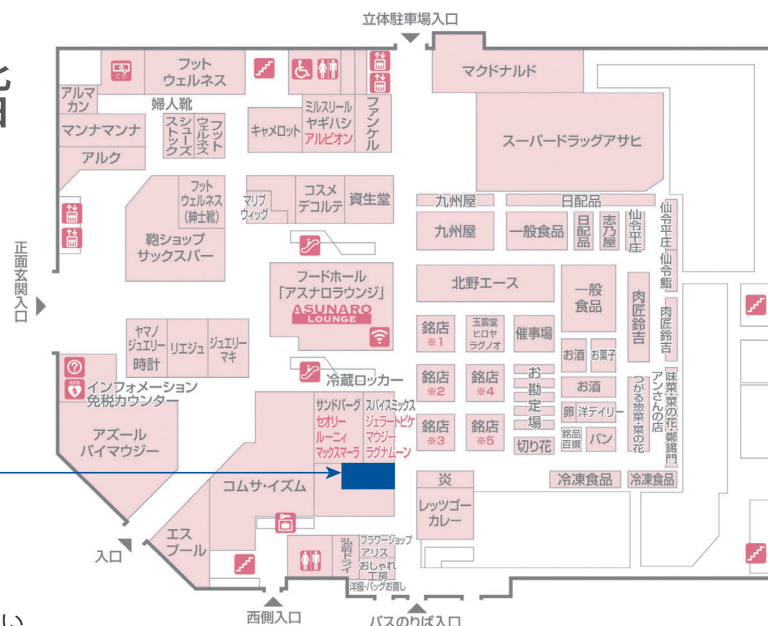 立体駐車場入口
CD
フット
ウェルネス
アルマ
カン
婦人靴
マンナマンナ
シューズ
ストックス
フット
ウェルネス
アルク
キャメロット
ミルスリール
ヤギハシ
アルビオン
ファンケル
マクドナルド
スーパードラッグアサヒ
フット
ウェルネス
(紳士靴)
鞄ショップ
サックスバー
マリブ
ウィッグ
コスメ
デコルテ
資生堂
九州屋
日配品
九州屋
一般食品
日配品
志乃屋
仙令平庄
仙令平庄
仙令鮨
正面玄関入口
フードホール
「アスナロラウンジ」
ASUNARO
LOUNGE
北野エース
一般
食品
肉匠鈴吉
肉匠鈴吉
ヤマノ
ジュエリー
時計
リエジュ
ジュエリー
マキ
銘店
※1
玉雲堂
ヒロヤ
ラグノオ
催事場
お酒
お菓子
AED
インフォメーション
免税カウンター
冷蔵ロッカー
銘店
※2
銘店
※4
お勘定場
お酒
つがる惣菜・菜の花
アンさんの店
味菜・菜の花・鄭錫門
アズール
バイマウジー
サンドバーグ
セオリー
ルーニィ
マックスマーラ
スパイスミックス
ジェラートピケ
マウジー
ラグナムーン
銘店
※3
銘店
※5
切り花
卵
洋デイリー
銘品
百撰
パン
コムサ・イズム
炎
冷凍食品
冷凍食品
レッツゴー
カレー
エス
プール
入口
弘前ドライ
フラワーショップ
アリス
おしゃれ
工房
洋服・バッグお直し
西側入口
バスのりば入口
い